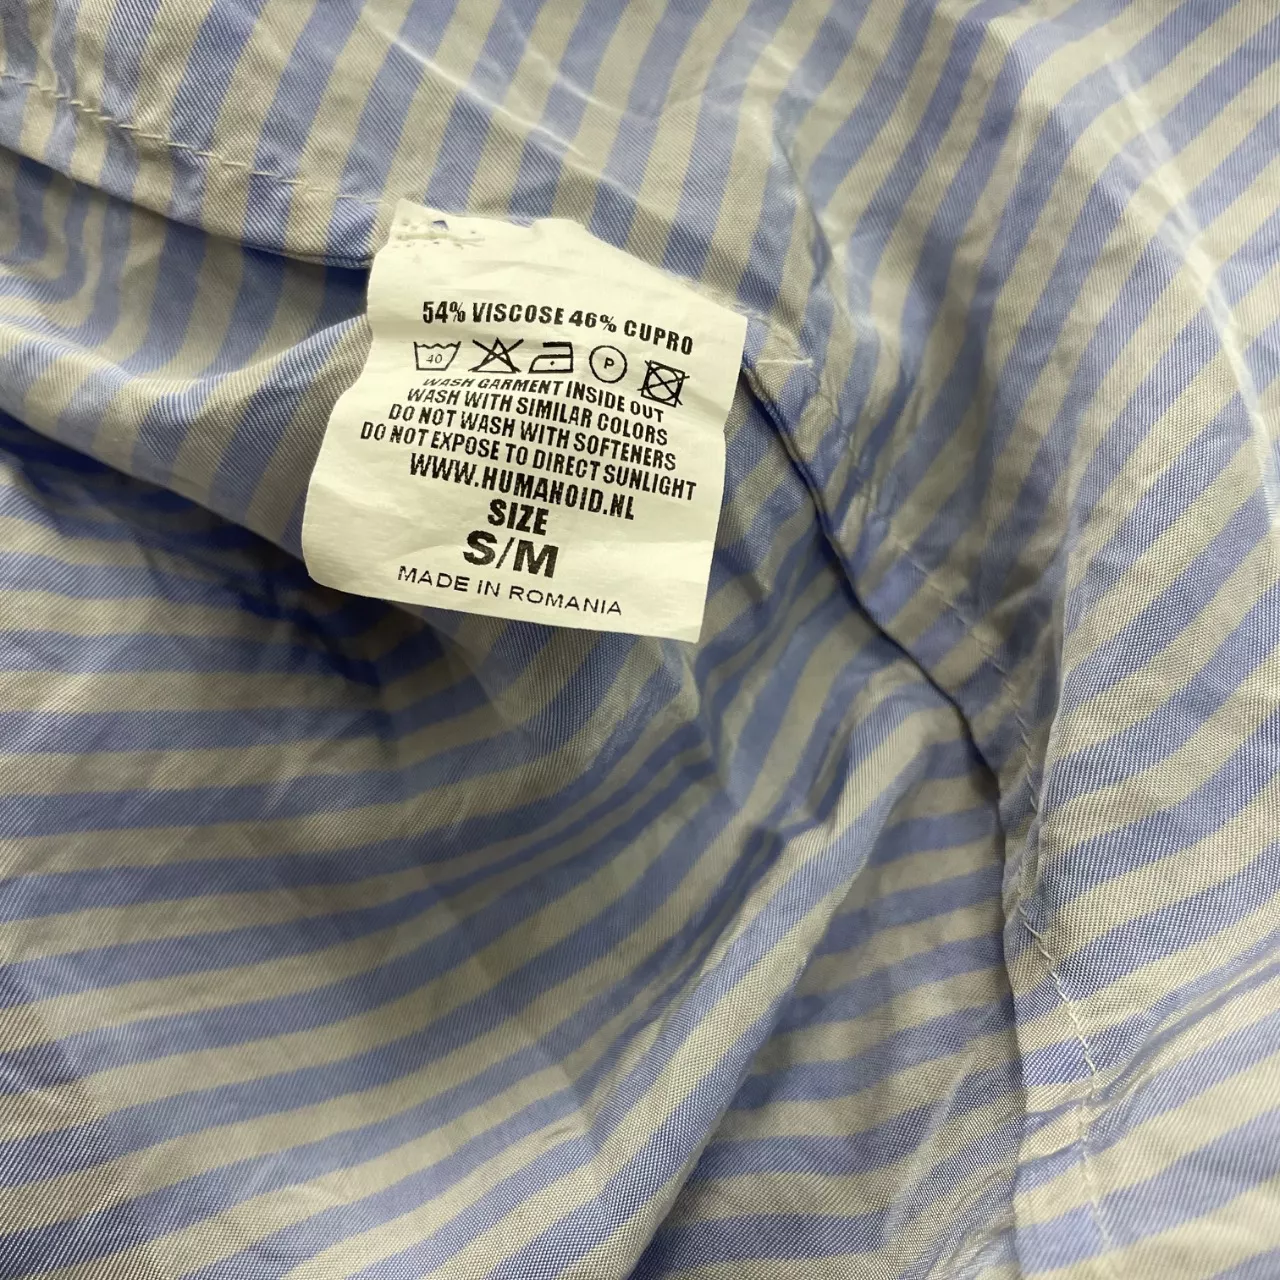 54% VISCOSE 46% CUPRO
40 P
WASH GARMENT INSIDE OUT
WASH WITH SIMILAR COLORS
DO NOT WASH WITH SOFTENERS
DO NOT EXPOSE TO DIRECT SUNLIGHT
WWW.HUMANOID.NL
SIZE
S/M
MADE IN ROMANIA